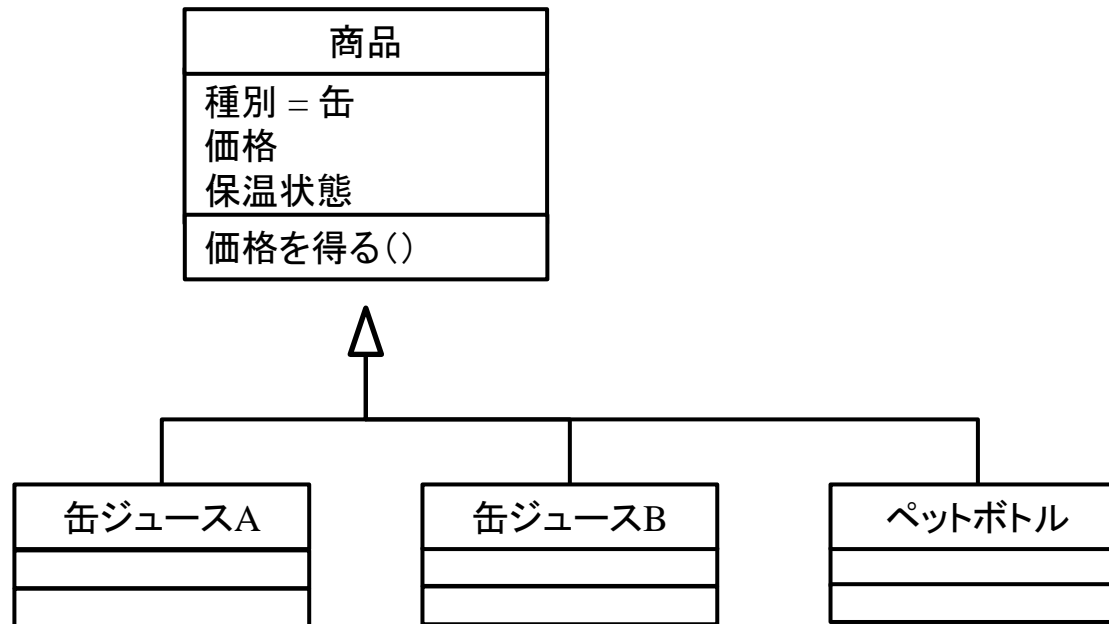 商品
種別 = 缶
価格
保温状態
価格を得る()
缶ジュースA
缶ジュースB
ペットボトル